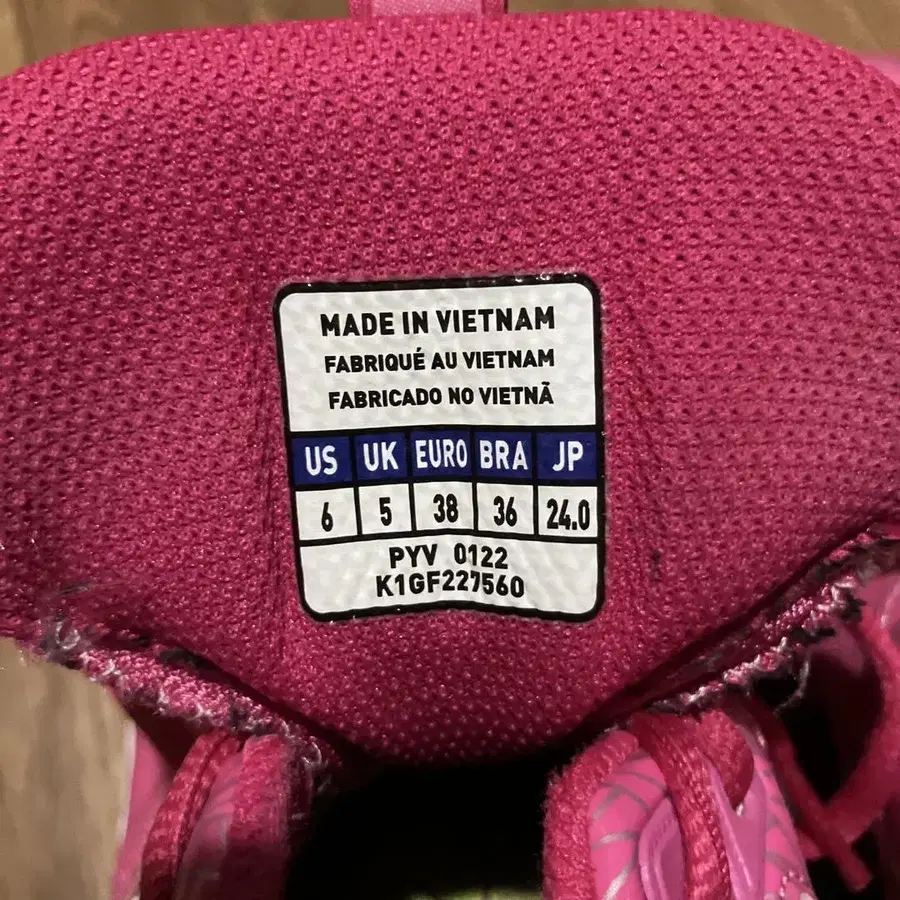 MADE IN VIETNAM
FABRIQUÉ AU VIETNAM
FABRICADO NO VIETNÃ
US UK EURO BRA JP
6 5 38 36 24.0
PYV 0122
K1GF227560